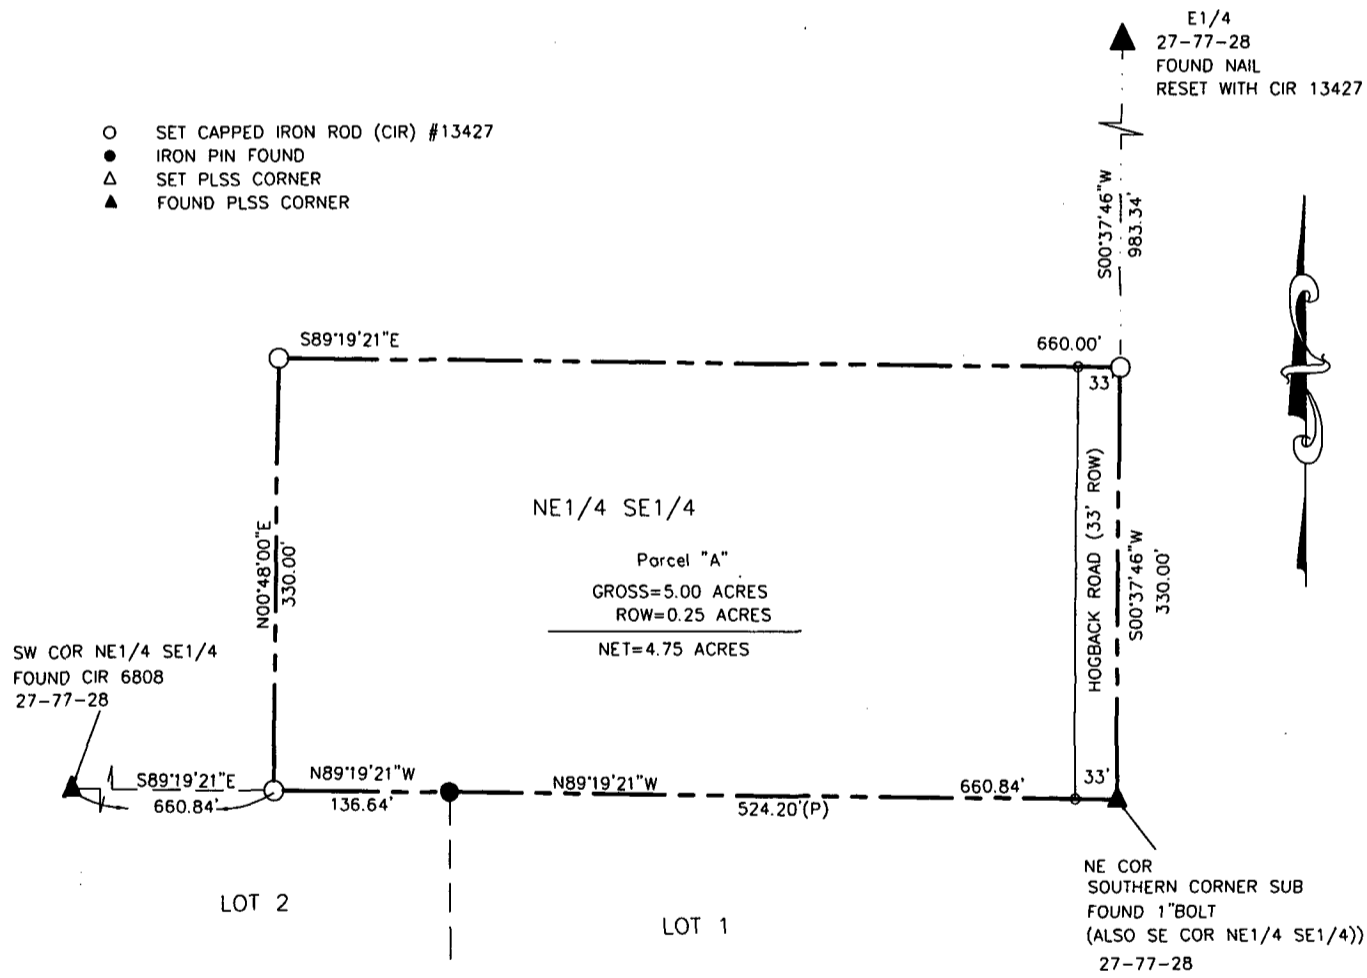 E1/4
27-77-28
FOUND NAIL
RESET WITH CIR 13427
SET CAPPED IRON ROD (CIR) #13427
IRON PIN FOUND
SET PLSS CORNER
FOUND PLSS CORNER
S00°37'46"W
983.34'
S89°19'21"E
660.00'
33'
N00°48'00"E
330.00'
NE1/4 SE1/4
Parcel "A"
GROSS=5.00 ACRES
ROW=0.25 ACRES
NET=4.75 ACRES
HOGBACK ROAD (33' ROW)
S00°37'46"W
330.00'
SW COR NE1/4 SE1/4
FOUND CIR 6808
27-77-28
S89°19'21"E
660.84'
N89°19'21"W
136.64'
N89°19'21"W
524.20'(P)
660.84'
33'
LOT 2
LOT 1
NE COR
SOUTHERN CORNER SUB
FOUND 1"BOLT
(ALSO SE COR NE1/4 SE1/4))
27-77-28